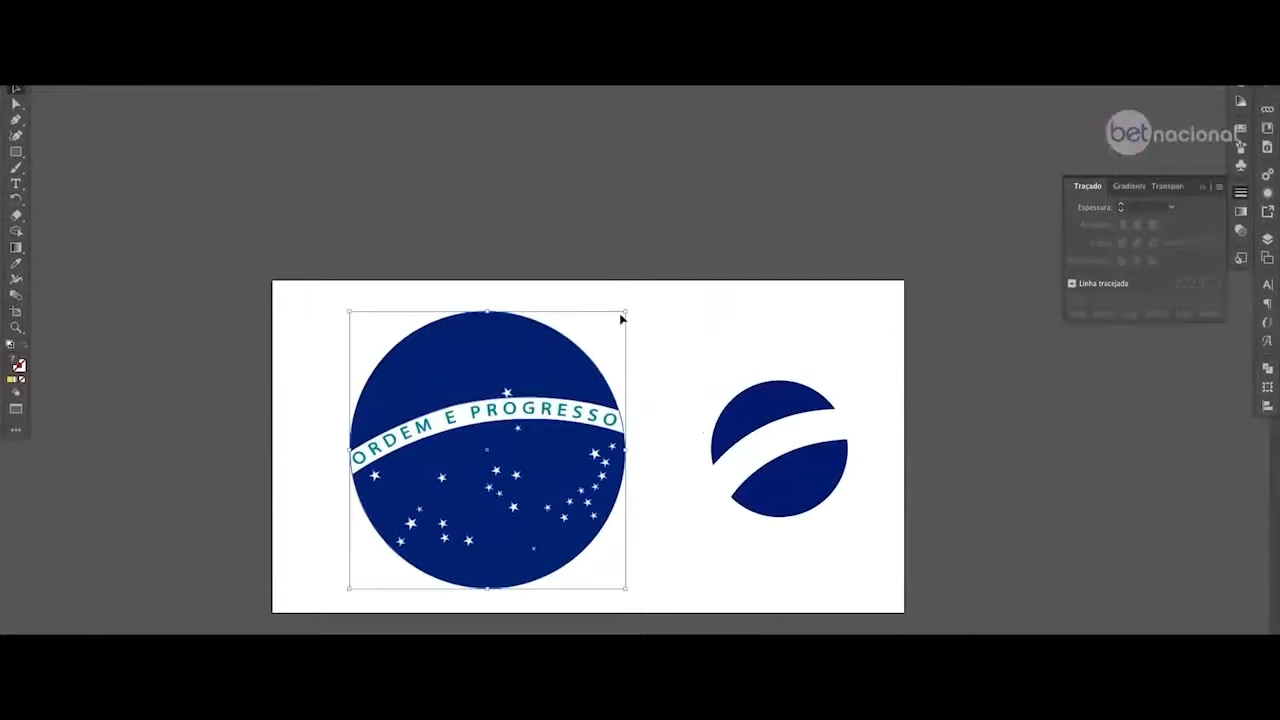 betnacional
Traçado Gradiente Transpar
Espessura:
Linha tracejada
ORDEM E PROGRESSO